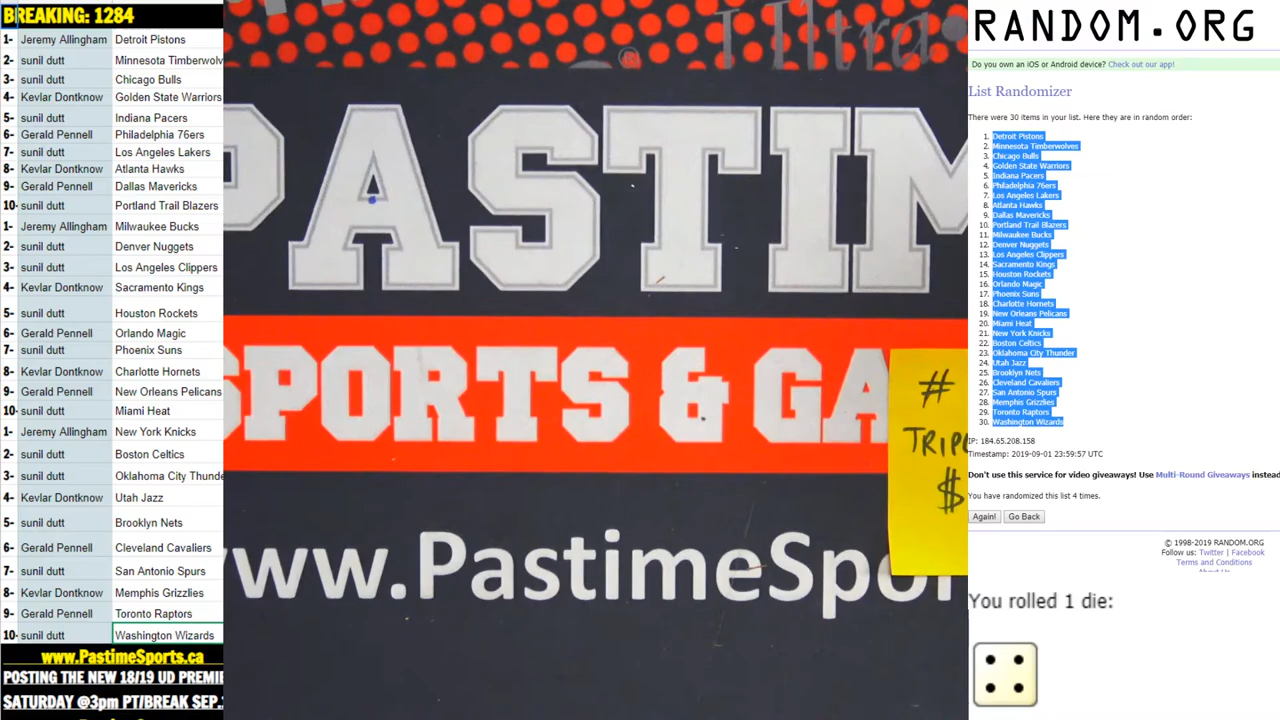 BREAKING: 1284
1- Jeremy Allingham Detroit Pistons
2- sunil dutt Minnesota Timberwolv
3- sunil dutt Chicago Bulls
4- Kevlar Dontknow Golden State Warriors
5- sunil dutt Indiana Pacers
6- Gerald Pennell Philadelphia 76ers
7- sunil dutt Los Angeles Lakers
8- Kevlar Dontknow Atlanta Hawks
9- Gerald Pennell Dallas Mavericks
10- sunil dutt Portland Trail Blazers
1- Jeremy Allingham Milwaukee Bucks
2- sunil dutt Denver Nuggets
3- sunil dutt Los Angeles Clippers
4- Kevlar Dontknow Sacramento Kings
5- sunil dutt Houston Rockets
6- Gerald Pennell Orlando Magic
7- sunil dutt Phoenix Suns
8- Kevlar Dontknow Charlotte Hornets
9- Gerald Pennell New Orleans Pelicans
10- sunil dutt Miami Heat
1- Jeremy Allingham New York Knicks
2- sunil dutt Boston Celtics
3- sunil dutt Oklahoma City Thunde
4- Kevlar Dontknow Utah Jazz
5- sunil dutt Brooklyn Nets
6- Gerald Pennell Cleveland Cavaliers
7- sunil dutt San Antonio Spurs
8- Kevlar Dontknow Memphis Grizzlies
9- Gerald Pennell Toronto Raptors
10- sunil dutt Washington Wizards
www.PastimeSports.ca
POSTING THE NEW 18/19 UD PREMIE
SATURDAY @3pm PT/BREAK SEP.
Ultra
®
PASTIM
SPORTS & GA
www.PastimeSpor
#
TRIPL
$
RANDOM.ORG
Do you own an iOS or Android device? Check out our app!
List Randomizer
There were 30 items in your list. Here they are in random order:
1. Detroit Pistons
2. Minnesota Timberwolves
3. Chicago Bulls
4. Golden State Warriors
5. Indiana Pacers
6. Philadelphia 76ers
7. Los Angeles Lakers
8. Atlanta Hawks
9. Dallas Mavericks
10. Portland Trail Blazers
11. Milwaukee Bucks
12. Denver Nuggets
13. Los Angeles Clippers
14. Sacramento Kings
15. Houston Rockets
16. Orlando Magic
17. Phoenix Suns
18. Charlotte Hornets
19. New Orleans Pelicans
20. Miami Heat
21. New York Knicks
22. Boston Celtics
23. Oklahoma City Thunder
24. Utah Jazz
25. Brooklyn Nets
26. Cleveland Cavaliers
27. San Antonio Spurs
28. Memphis Grizzlies
29. Toronto Raptors
30. Washington Wizards
IP: 184.65.208.158
Timestamp: 2019-09-01 23:59:57 UTC
Don't use this service for video giveaways! Use Multi-Round Giveaways instead
You have randomized this list 4 times.
Again! Go Back
© 1998-2019 RANDOM.ORG
Follow us: Twitter | Facebook
Terms and Conditions
About Us
You rolled 1 die: